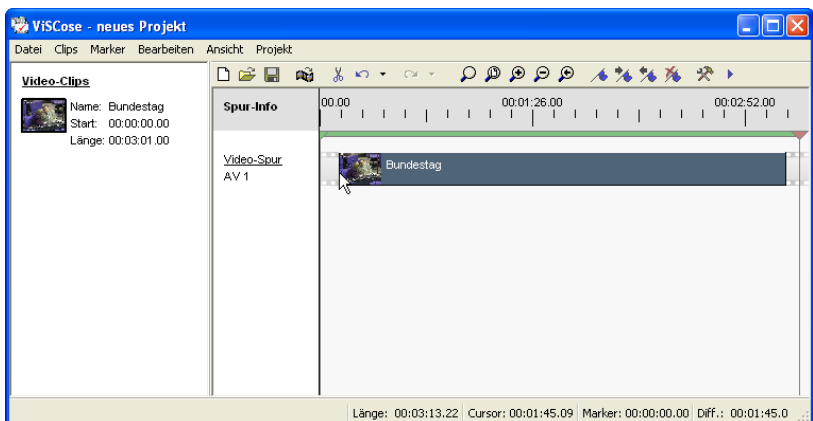 ViSCose - neues Projekt
Datei Clips Marker Bearbeiten Ansicht Projekt
Video-Clips
Name: Bundestag
Start: 00:00:00.00
Länge: 00:03:01.00
Spur-Info
00.00 00:01:26.00 00:02:52.00
Video-Spur
AV 1
Bundestag
Länge: 00:03:13.22 Cursor: 00:01:45.09 Marker: 00:00:00.00 Diff.: 00:01:45.0